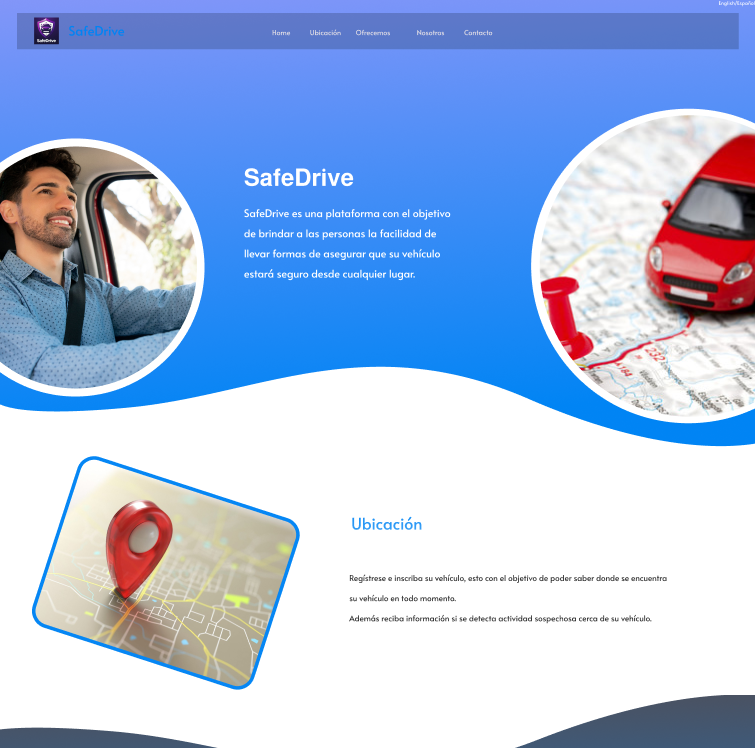 English/Español
SafeDrive
SafeDrive
Home Ubicación Ofrecemos Nosotros Contacto
SafeDrive
SafeDrive es una plataforma con el objetivo
de brindar a las personas la facilidad de
llevar formas de asegurar que su vehículo
estará seguro desde cualquier lugar.
232
A184
Ubicación
Regístrese e inscriba su vehículo, esto con el objetivo de poder saber donde se encuentra
su vehículo en todo momento.
Además reciba información si se detecta actividad sospechosa cerca de su vehículo.